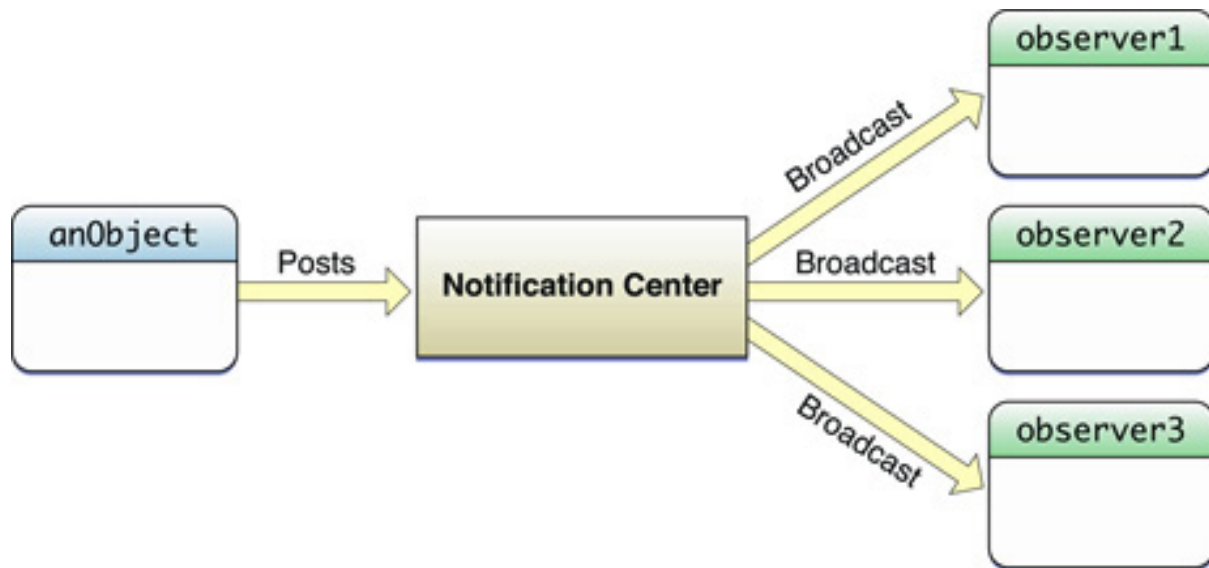 anObject
Posts
Notification Center
Broadcast
observer1
Broadcast
observer2
Broadcast
observer3